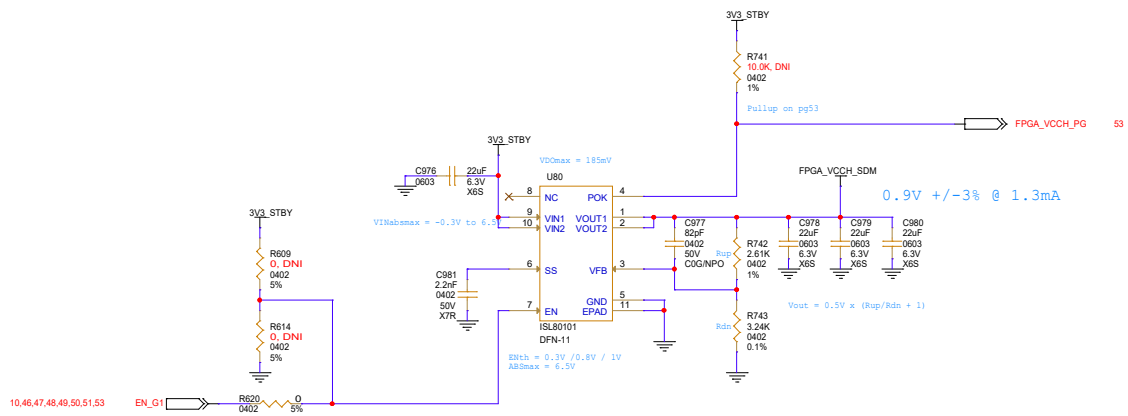 3V3_STBY
R741
10.0K, DNI
0402
1%
Pullup on pg53
FPGA_VCCH_PG 53
3V3_STBY
VDOmax = 185mV
C976
0603
22uF
6.3V
X6S
U80
FPGA_VCCH_SDM
0.9V +/-3% @ 1.3mA
8 NC POK 4
VINabsmax = -0.3V to 6.5V
9 VIN1 VOUT1 1
10 VIN2 VOUT2 2
3V3_STBY
C977
82pF
0402
50V
C0G/NPO
Rup
R742
2.61K
0402
1%
C978
22uF
0603
6.3V
X6S
C979
22uF
0603
6.3V
X6S
C980
22uF
0603
6.3V
X6S
R609
0, DNI
0402
5%
C981
2.2nF
0402
50V
X7R
6 SS VFB 3
7 EN GND 5
EPAD 11
ISL80101
DFN-11
Vout = 0.5V x (Rup/Rdn + 1)
R614
0, DNI
0402
5%
Rdn
R743
3.24K
0402
0.1%
ENth = 0.3V /0.8V / 1V
ABSmax = 6.5V
10,46,47,48,49,50,51,53 EN_G1
R620 0
0402 5%